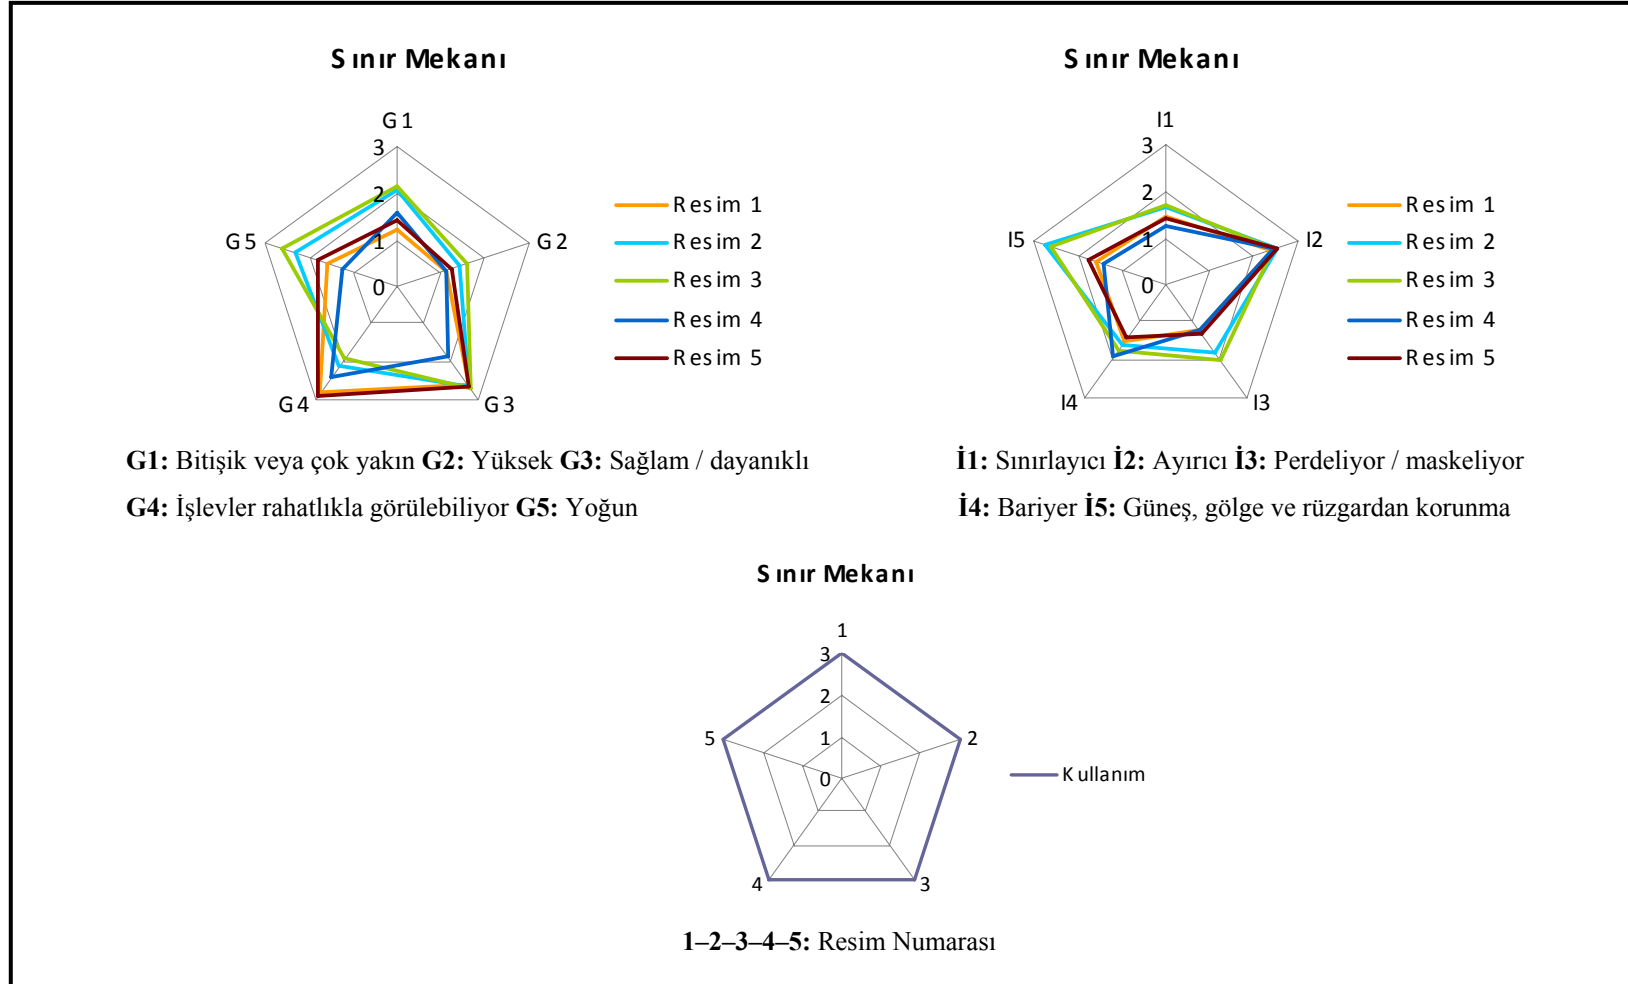 Sınır Mekanı
G1
3
2
1
0
G5
G2
G4
G3
Resim 1
Resim 2
Resim 3
Resim 4
Resim 5
Sınır Mekanı
I1
3
2
1
0
I5
I2
I4
I3
Resim 1
Resim 2
Resim 3
Resim 4
Resim 5
G1: Bitişik veya çok yakın G2: Yüksek G3: Sağlam / dayanıklı
G4: İşlevler rahatlıkla görülebiliyor G5: Yoğun
İ1: Sınırlayıcı İ2: Ayırıcı İ3: Perdeliyor / maskeliyor
İ4: Bariyer İ5: Güneş, gölge ve rüzgardan korunma
Sınır Mekanı
1
3
2
1
0
5
2
4
3
Kullanım
1–2–3–4–5: Resim Numarası